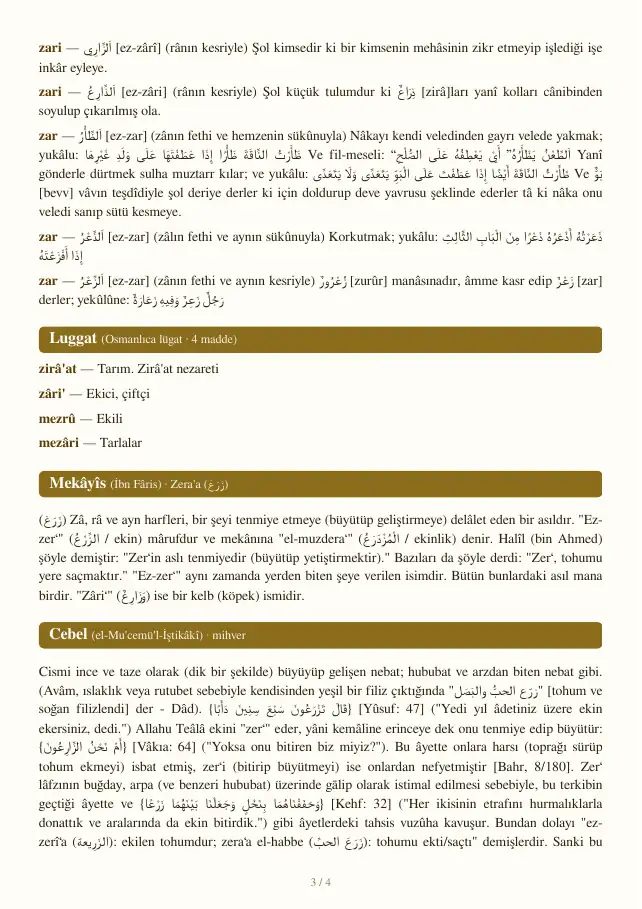 zari — اَلزَّارِي [ez-zârî] (rânın kesriyle) Şol kimsedir ki bir kimsenin mehâsinin zikr etmeyip işlediği işe
inkâr eyleye.
zari — اَلذَّارِعُ [ez-zâri] (rânın kesriyle) Şol küçük tulumdur ki ذِرَاعٌ [zirâ]ları yanî kolları cânibinden
soyulup çıkarılmış ola.
zar — اَلظَّأْرُ [ez-zar] (zânın fethi ve hemzenin sükûnuyla) Nâkayı kendi veledinden gayrı velede yakmak;
yukâlu: ظَأَرْتُ النَّاقَةَ ظَأْرًا إِذَا عَطَفْتَهَا عَلَى وَلَدِ غَيْرِهَا Ve fil-meseli: “اَلطَّعْنُ يَظْأَرُهُ” أَيْ يَعْطِفُهُ عَلَى الصُّلْحِ Yanî
gönderle dürtmek sulha muztarr kılar; ve yukâlu: ظَأَرْتُ النَّاقَةَ أَيْضًا إِذَا عَطَفَتْ عَلَى الْبَوِّ يَتَعَدَّى وَلَا يَتَعَدَّى Ve بَوٌّ
[bevv] vâvın teşdîdiyle şol deriye derler ki için doldurup deve yavrusu şeklinde ederler tâ ki nâka onu
veledi sanıp sütü kesmeye.
zar — اَلذَّعْرُ [ez-zar] (zâlın fethi ve aynın sükûnuyla) Korkutmak; yukâlu: ذَعَرْتُهُ أَذْعَرُهُ ذَعْرًا مِنَ الْبَابِ الثَّالِثِ
إِذَا أَفْزَعْتَهُ
zar — اَلزَّعَرُ [ez-zar] (zânın fethi ve aynın kesriyle) زُعْرُورٌ [zurûr] manâsınadır, âmme kasr edip زَعَرٌ [zar]
derler; yekûlûne: رَجُلٌ زَعِرٌ وَفِيهِ زَعَارَةٌ
Luggat (Osmanlıca lügat · 4 madde)
zirâ'at — Tarım. Zirâ'at nezareti
zâri' — Ekici, çiftçi
mezrû — Ekili
mezâri — Tarlalar
Mekâyîs (İbn Fâris) · Zera'a (زَرَعَ)
(زَرَعَ) Zâ, râ ve ayn harfleri, bir şeyi tenmiye etmeye (büyütüp geliştirmeye) delâlet eden bir asıldır. "Ez-
zer‘" (الزَّرْعُ / ekin) mârufdur ve mekânına "el-muzdera‘" (الْمُزْدَرَعُ / ekinlik) denir. Halîl (bin Ahmed)
şöyle demiştir: "Zer‘in aslı tenmiyedir (büyütüp yetiştirmektir)." Bazıları da şöyle derdi: "Zer‘, tohumu
yere saçmaktır." "Ez-zer‘" aynı zamanda yerden biten şeye verilen isimdir. Bütün bunlardaki asıl mana
birdir. "Zâri‘" (وَزَارِعٌ) ise bir kelb (köpek) ismidir.
Cebel (el-Mu'cemü'l-İştikâkî) · mihver
Cismi ince ve taze olarak (dik bir şekilde) büyüyüp gelişen nebat; hububat ve arzdan biten nebat gibi.
(Avâm, ıslaklık veya rutubet sebebiyle kendisinden yeşil bir filiz çıktığında "زرَع الحبُّ والبَصَل" [tohum ve
soğan filizlendi] der - Dâd). {قَالَ تَزْرَعُونَ سَبْعَ سِنِينَ دَأَبًا} [Yûsuf: 47] ("Yedi yıl âdetiniz üzere ekin
ekersiniz, dedi.") Allahu Teâlâ ekini "zer‘" eder, yâni kemâline erinceye dek onu tenmiye edip büyütür:
{أَمْ نَحْنُ الزَّارِعُونَ} [Vâkıa: 64] ("Yoksa onu bitiren biz miyiz?"). Bu âyette onlara harsı (toprağı sürüp
tohum ekmeyi) isbat etmiş, zer‘i (bitirip büyütmeyi) ise onlardan nefyetmiştir [Bahr, 8/180]. Zer‘
lâfzının buğday, arpa (ve benzeri hububat) üzerinde gâlip olarak istimal edilmesi sebebiyle, bu terkibin
geçtiği âyette ve {وَحَفَفْنَاهُمَا بِنَخْلٍ وَجَعَلْنَا بَيْنَهُمَا زَرْعًا} [Kehf: 32] ("Her ikisinin etrafını hurmalıklarla
donattık ve aralarında da ekin bitirdik.") gibi âyetlerdeki tahsis vuzûha kavuşur. Bundan dolayı "ez-
zerî‘a (الزَريعة): ekilen tohumdur; zera‘a el-habbe (زَرَعَ الحبَّ): tohumu ekti/saçtı" demişlerdir. Sanki bu
3 / 4